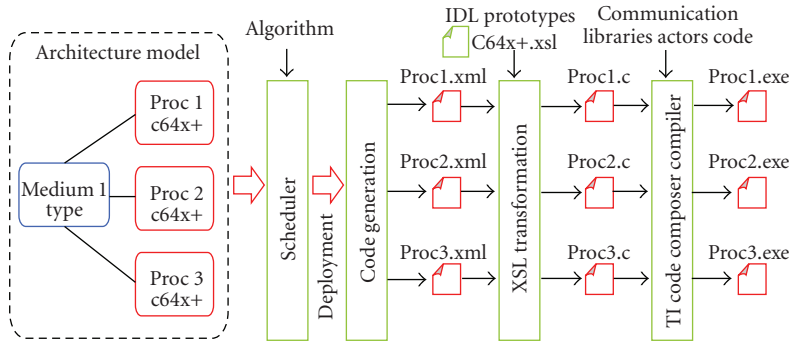 Architecture model
Proc 1
c64x+
Medium 1
type
Proc 2
c64x+
Proc 3
c64x+
Algorithm
Scheduler
Deployment
Code generation
IDL prototypes
C64x+.xsl
Proc1.xml
Proc2.xml
Proc3.xml
XSL transformation
Proc1.c
Proc2.c
Proc3.c
Communication
libraries actors code
TI code composer compiler
Proc1.exe
Proc2.exe
Proc3.exe